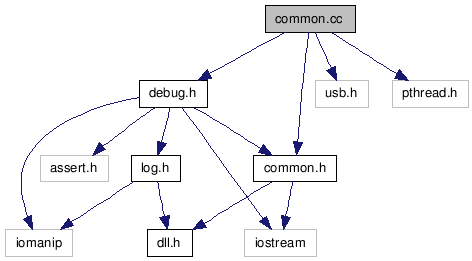 common.cc
debug.h
usb.h
pthread.h
assert.h
log.h
common.h
iomanip
dll.h
iostream